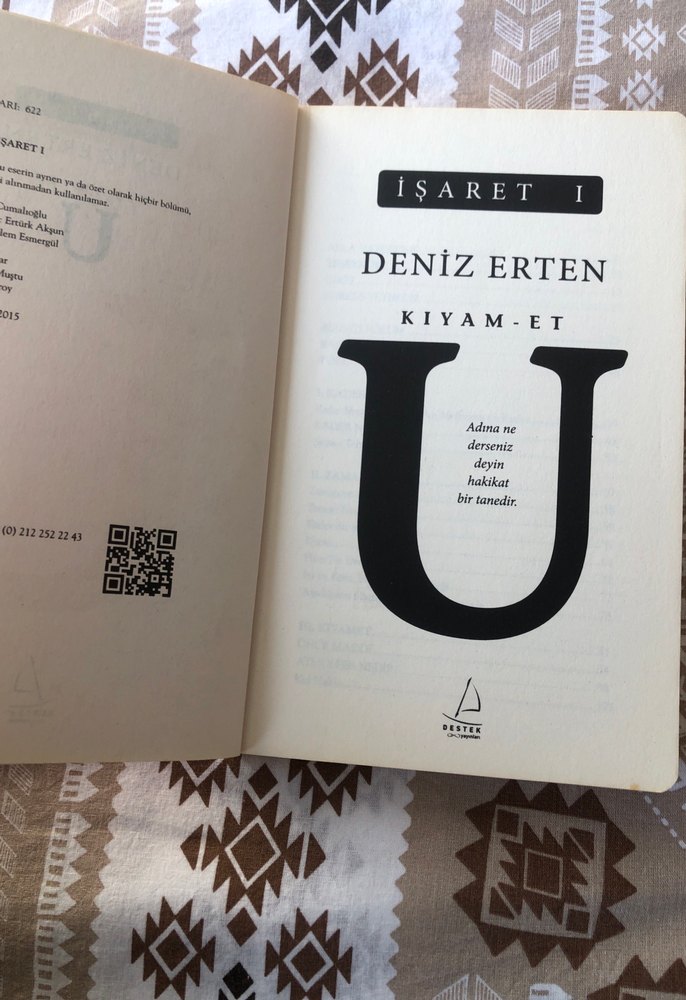 ARI: 622
ŞARET I
u eserin aynen ya da özet olarak hiçbir bölümü,
i alınmadan kullanılamaz.
Cumalıoğlu
: Ertürk Akşun
lem Esmergül
ar
Muştu
roy
2015
(0) 212 252 22 43
İŞARET I
DENİZ ERTEN
KIYAM-ET
U
Adına ne
derseniz
deyin
hakikat
bir tanedir.
DESTEK
yayınları